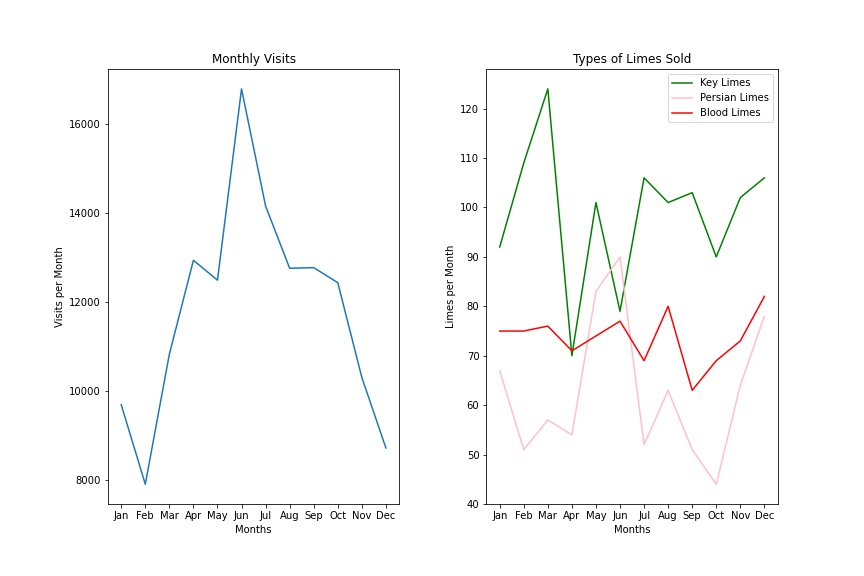 Monthly Visits
Visits per Month
16000
14000
12000
10000
8000
Jan Feb Mar Apr May Jun Jul Aug Sep Oct Nov Dec
Months
Types of Limes Sold
Key Limes
Persian Limes
Blood Limes
Limes per Month
120
110
100
90
80
70
60
50
40
Jan Feb Mar Apr May Jun Jul Aug Sep Oct Nov Dec
Months